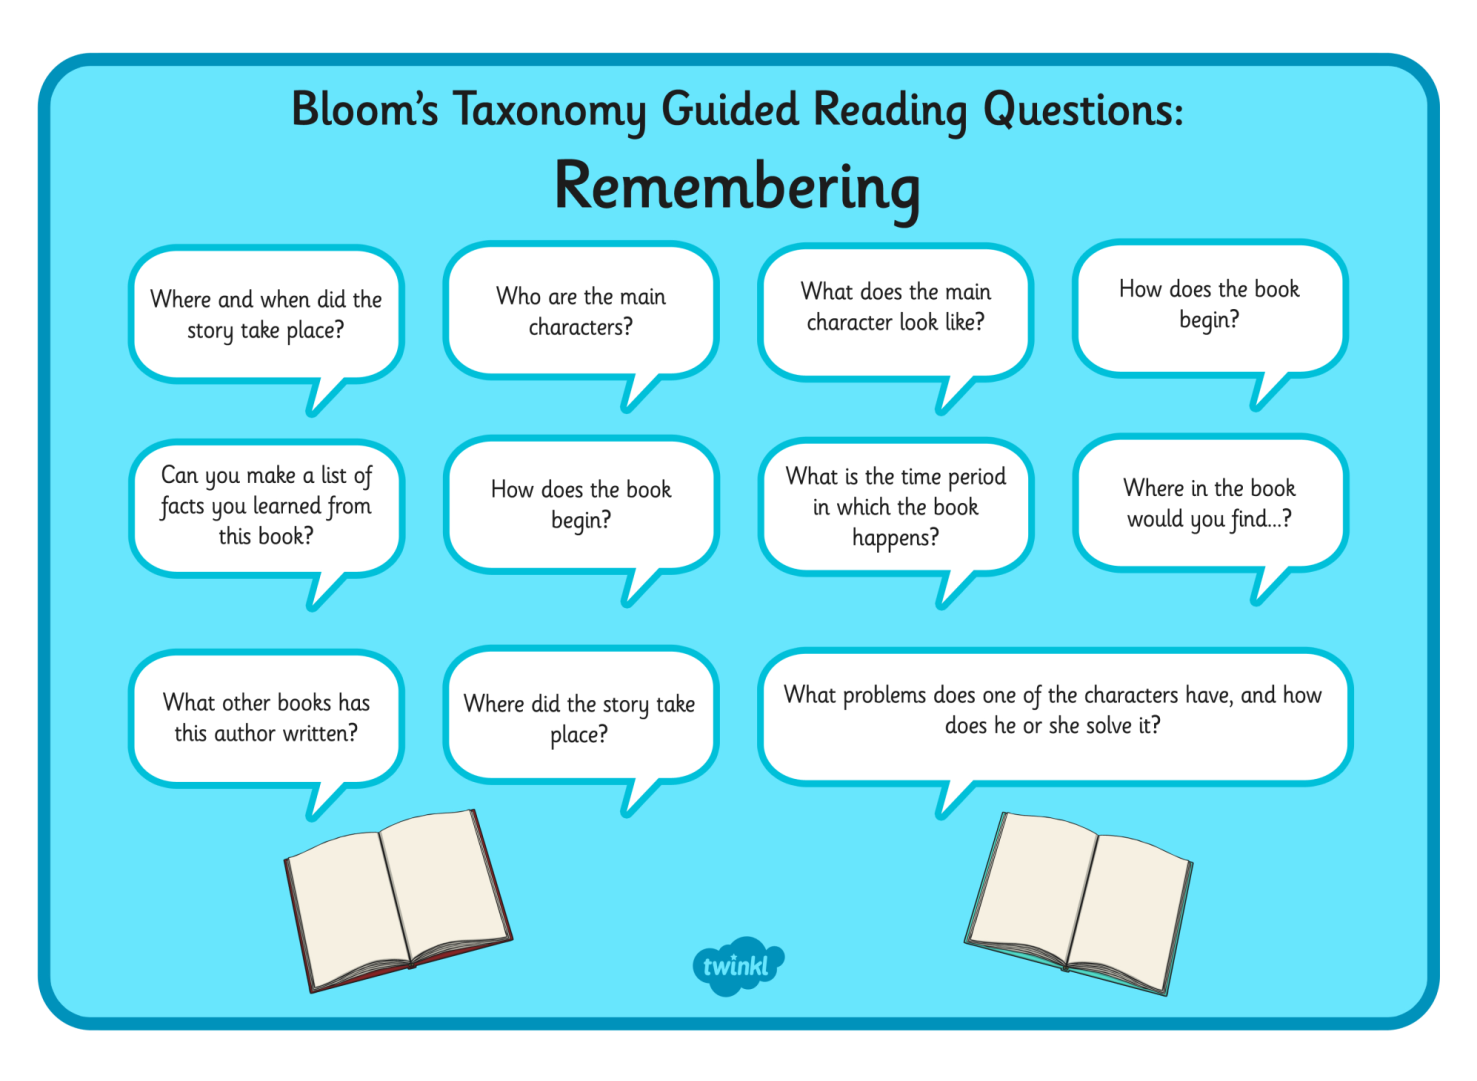 Bloom's Taxonomy Guided Reading Questions:
Remembering
Where and when did the
story take place?
Who are the main
characters?
What does the main
character look like?
How does the book
begin?
Can you make a list of
facts you learned from
this book?
How does the book
begin?
What is the time period
in which the book
happens?
Where in the book
would you find...?
What other books has
this author written?
Where did the story take
place?
What problems does one of the characters have, and how
does he or she solve it?
twinkl